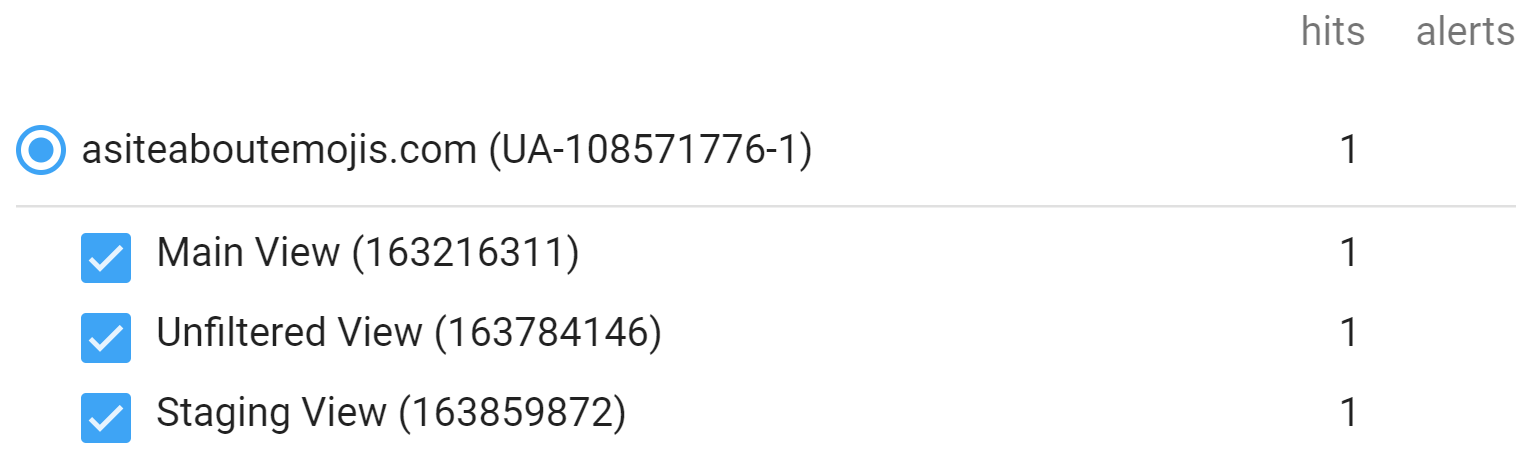 hits alerts
asiteaboutemojis.com (UA-108571776-1) 1
Main View (163216311) 1
Unfiltered View (163784146) 1
Staging View (163859872) 1